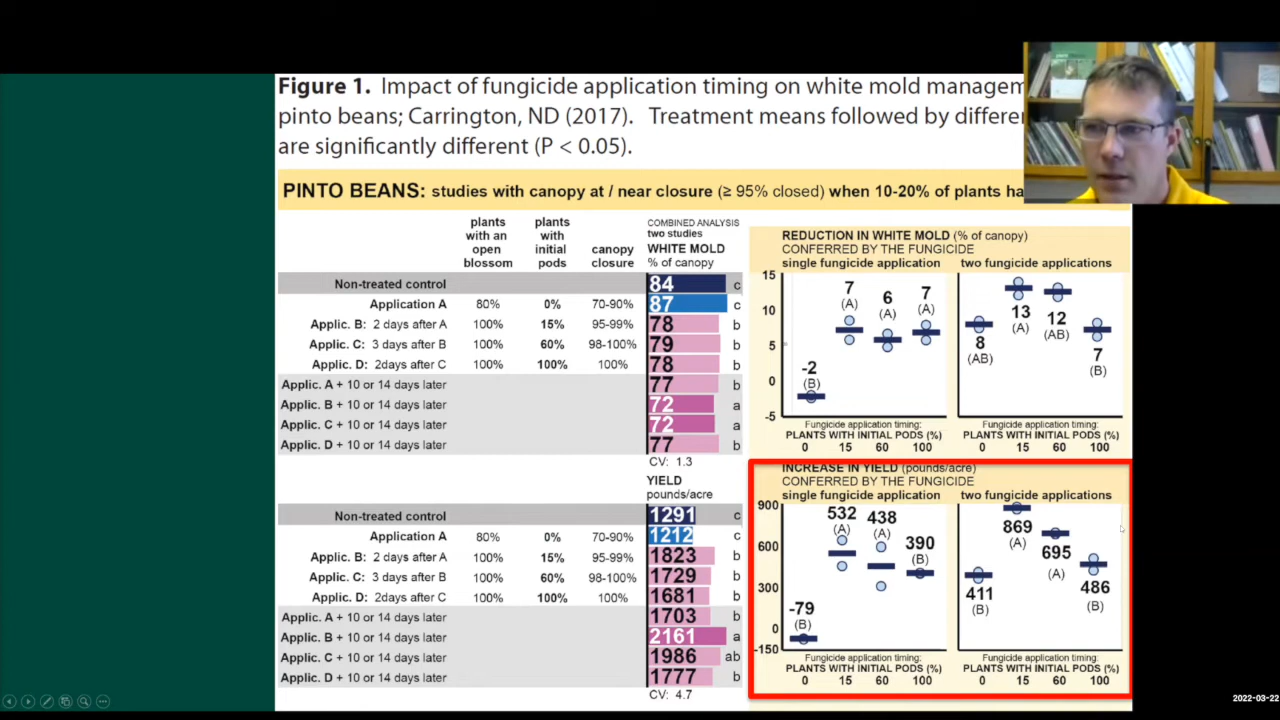 Figure 1. Impact of fungicide application timing on white mold managem
pinto beans; Carrington, ND (2017). Treatment means followed by differe
are significantly different (P < 0.05).
PINTO BEANS: studies with canopy at / near closure (≥ 95% closed) when 10-20% of plants ha
plants with an open blossom
plants with initial pods
canopy closure
COMBINED ANALYSIS
two studies
WHITE MOLD
% of canopy
Non-treated control 84 c
Application A 80% 0% 70-90% 87 c
Applic. B: 2 days after A 100% 15% 95-99% 78 b
Applic. C: 3 days after B 100% 60% 98-100% 79 b
Applic. D: 2days after C 100% 100% 100% 78 b
Applic. A + 10 or 14 days later 77 b
Applic. B + 10 or 14 days later 72 a
Applic. C + 10 or 14 days later 72 a
Applic. D + 10 or 14 days later 77 b
CV: 1.3
YIELD
pounds/acre
Non-treated control 1291 c
Application A 80% 0% 70-90% 1212 c
Applic. B: 2 days after A 100% 15% 95-99% 1823 b
Applic. C: 3 days after B 100% 60% 98-100% 1729 b
Applic. D: 2days after C 100% 100% 100% 1681 b
Applic. A + 10 or 14 days later 1703 b
Applic. B + 10 or 14 days later 2161 a
Applic. C + 10 or 14 days later 1986 ab
Applic. D + 10 or 14 days later 1777 b
CV: 4.7
REDUCTION IN WHITE MOLD (% of canopy)
CONFERRED BY THE FUNGICIDE
single fungicide application two fungicide applications
15
10
5
0
-5
-2 (B)
7 (A)
6 (A)
7 (A)
8 (AB)
13 (A)
12 (AB)
7 (B)
Fungicide application timing: Fungicide application timing:
PLANTS WITH INITIAL PODS (%) PLANTS WITH INITIAL PODS (%)
0 15 60 100 0 15 60 100
INCREASE IN YIELD (pounds/acre)
CONFERRED BY THE FUNGICIDE
single fungicide application two fungicide applications
900
600
300
0
-150
-79 (B)
532 (A)
438 (A)
390 (B)
411 (B)
869 (A)
695 (A)
486 (B)
Fungicide application timing: Fungicide application timing:
PLANTS WITH INITIAL PODS (%) PLANTS WITH INITIAL PODS (%)
0 15 60 100 0 15 60 100
2022-03-22